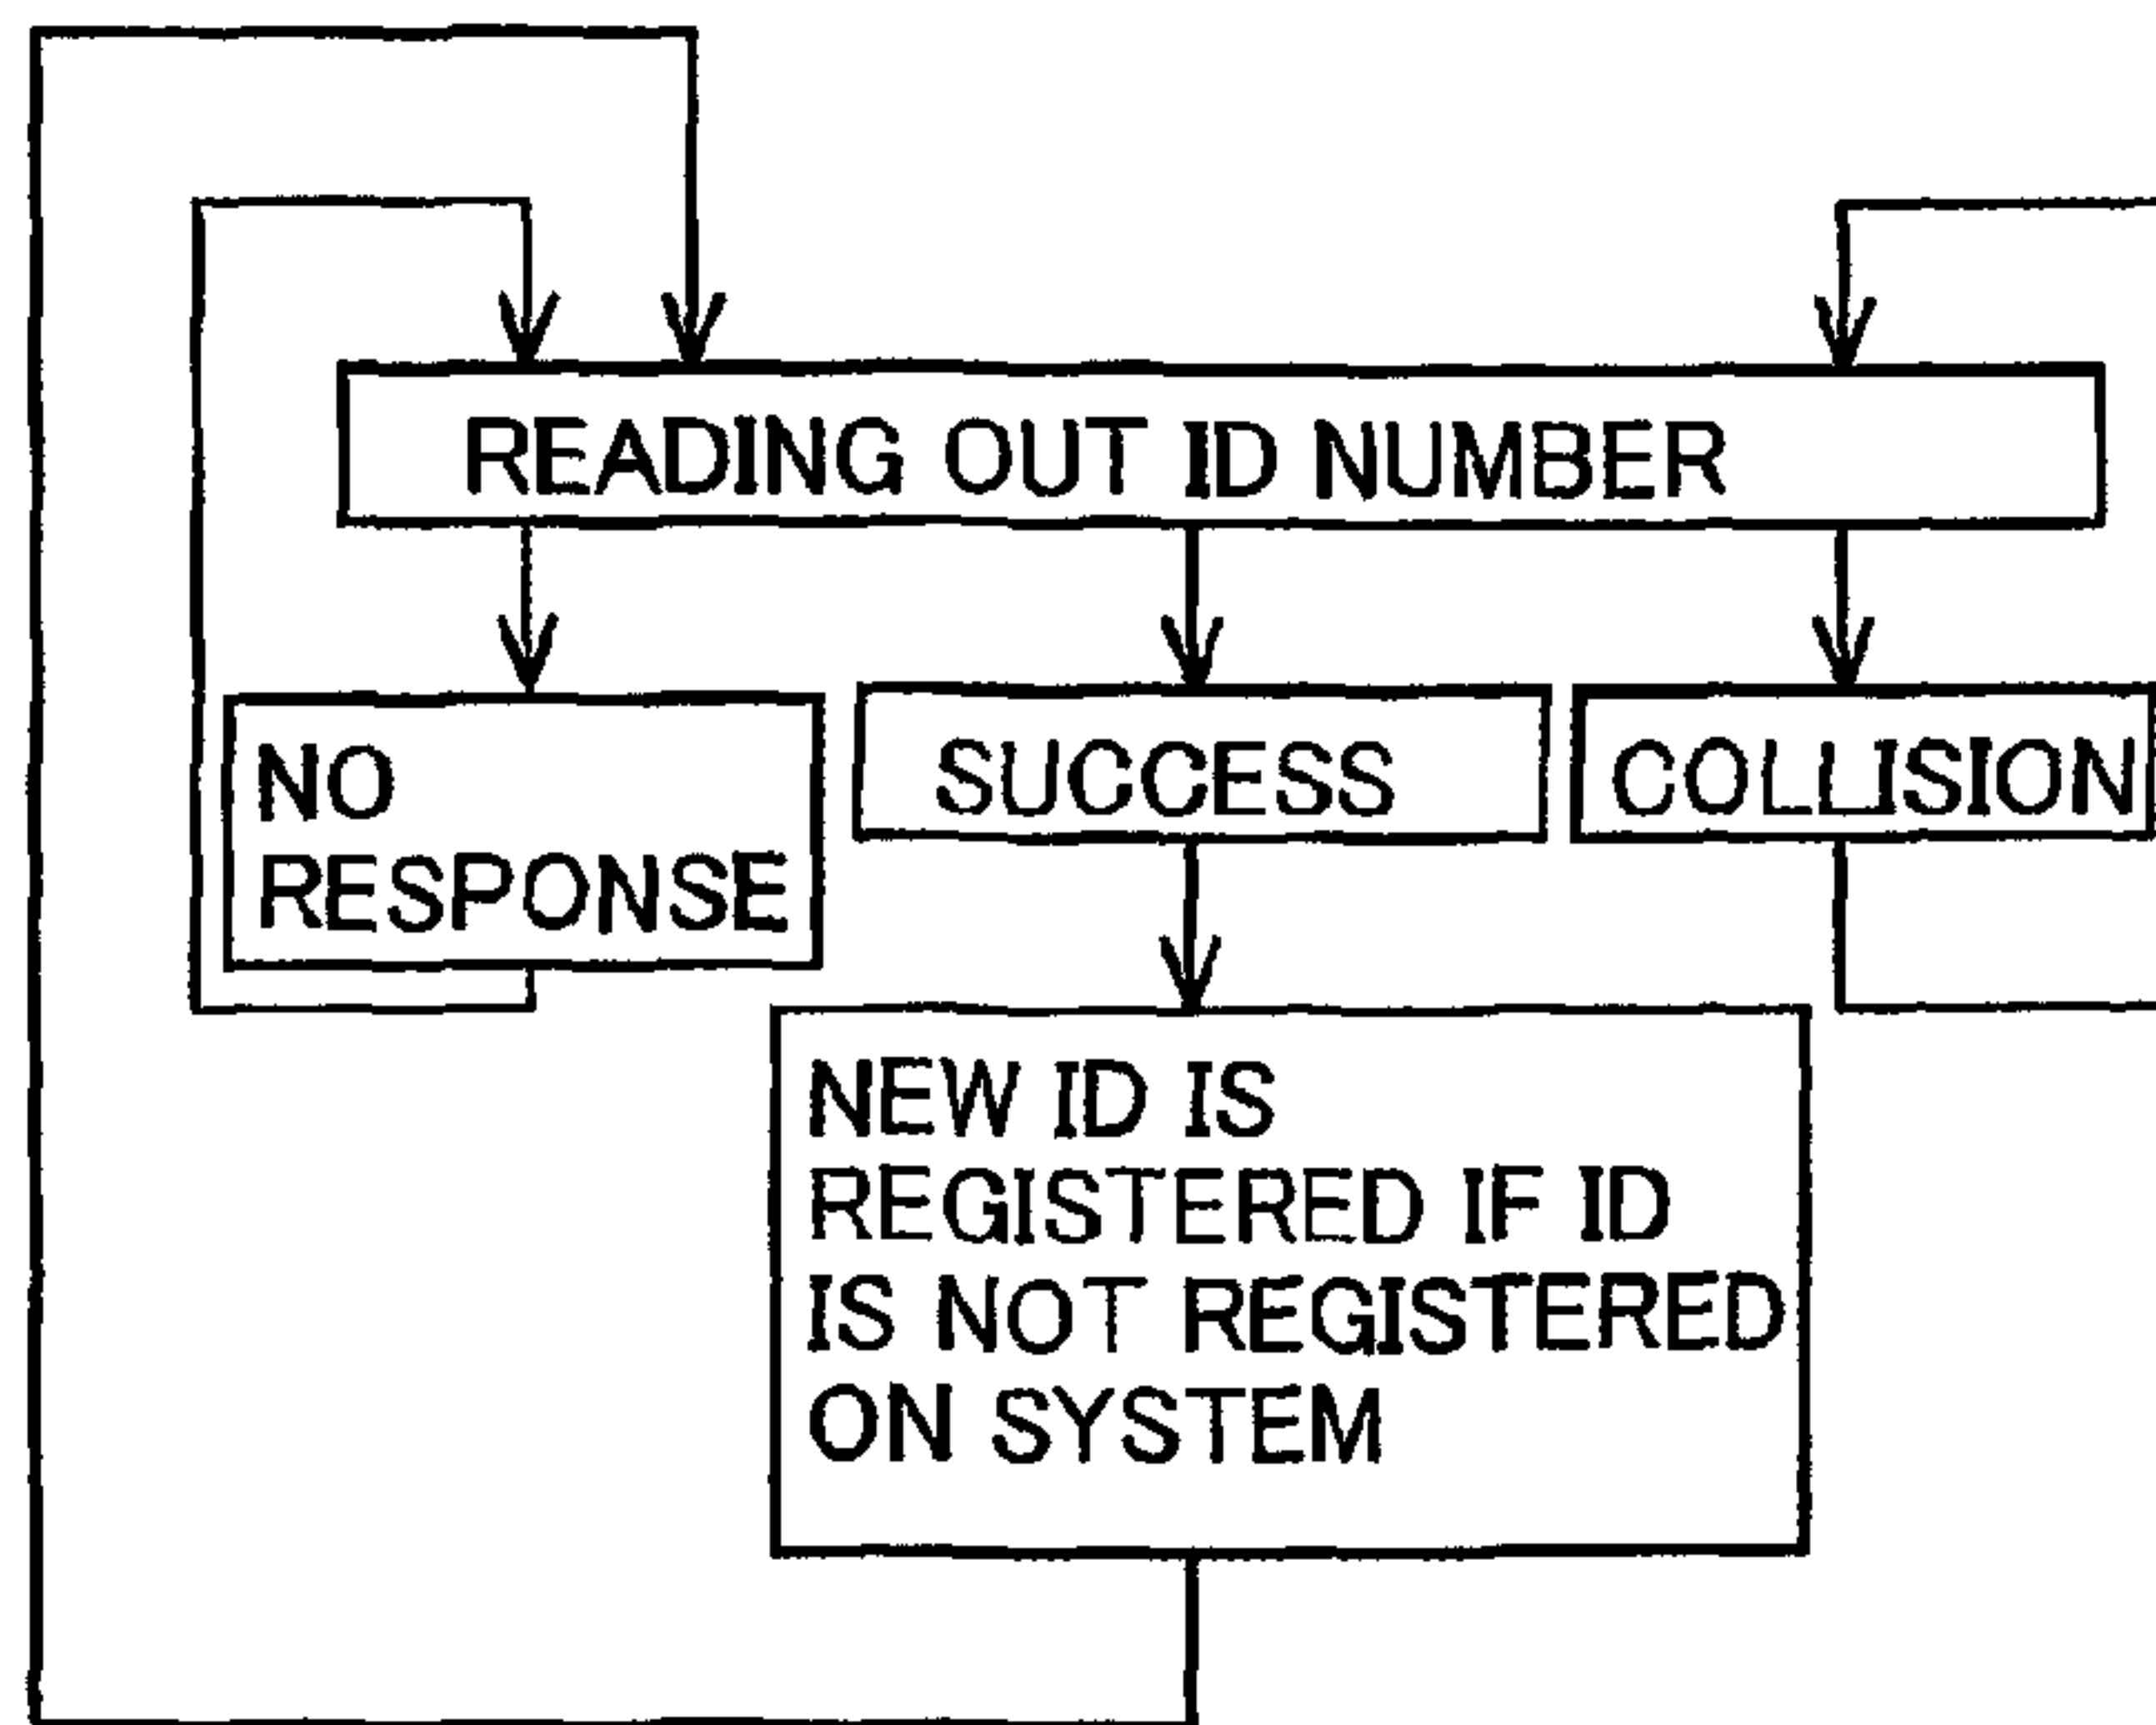 READING OUT ID NUMBER
NO
RESPONSE
SUCCESS
COLLISION
NEW ID IS
REGISTERED IF ID
IS NOT REGISTERED
ON SYSTEM